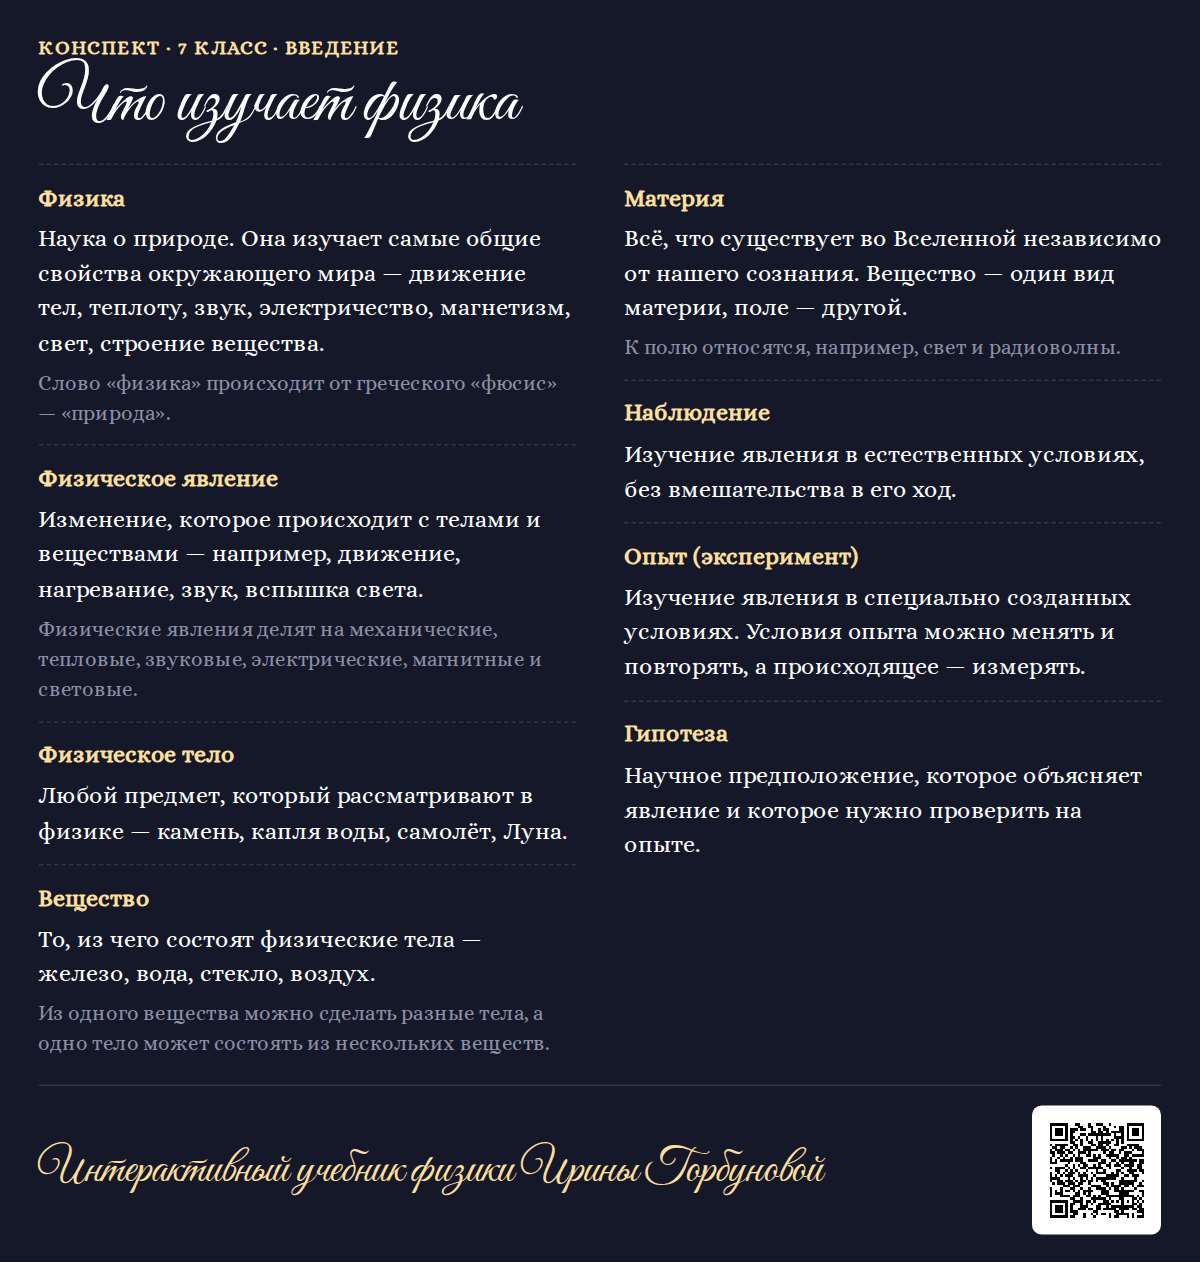 КОНСПЕКТ · 7 КЛАСС · ВВЕДЕНИЕ
Что изучает физика
Физика
Наука о природе. Она изучает самые общие
свойства окружающего мира — движение
тел, теплоту, звук, электричество, магнетизм,
свет, строение вещества.
Слово «физика» происходит от греческого «фюсис»
— «природа».
Физическое явление
Изменение, которое происходит с телами и
веществами — например, движение,
нагревание, звук, вспышка света.
Физические явления делят на механические,
тепловые, звуковые, электрические, магнитные и
световые.
Физическое тело
Любой предмет, который рассматривают в
физике — камень, капля воды, самолёт, Луна.
Вещество
То, из чего состоят физические тела —
железо, вода, стекло, воздух.
Из одного вещества можно сделать разные тела, а
одно тело может состоять из нескольких веществ.
Материя
Всё, что существует во Вселенной независимо
от нашего сознания. Вещество — один вид
материи, поле — другой.
К полю относятся, например, свет и радиоволны.
Наблюдение
Изучение явления в естественных условиях,
без вмешательства в его ход.
Опыт (эксперимент)
Изучение явления в специально созданных
условиях. Условия опыта можно менять и
повторять, а происходящее — измерять.
Гипотеза
Научное предположение, которое объясняет
явление и которое нужно проверить на
опыте.
Интерактивный учебник физики Ирины Горбуновой